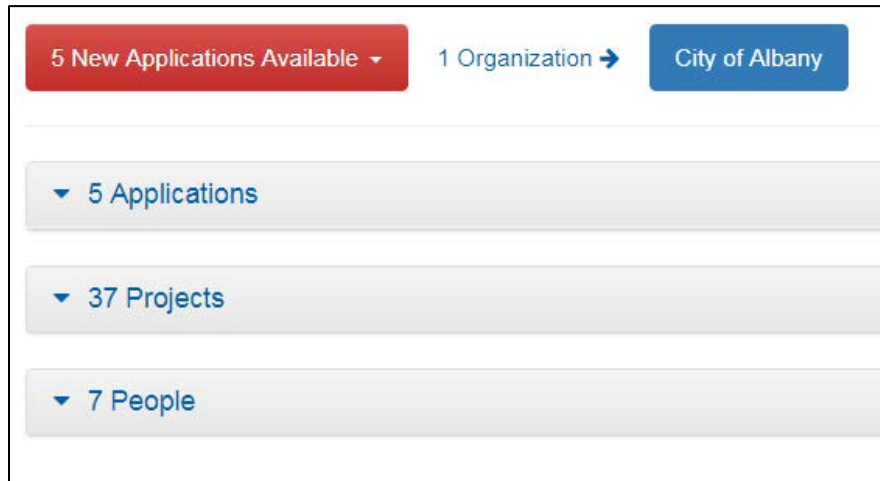 5 New Applications Available
1 Organization
City of Albany
5 Applications
37 Projects
7 People